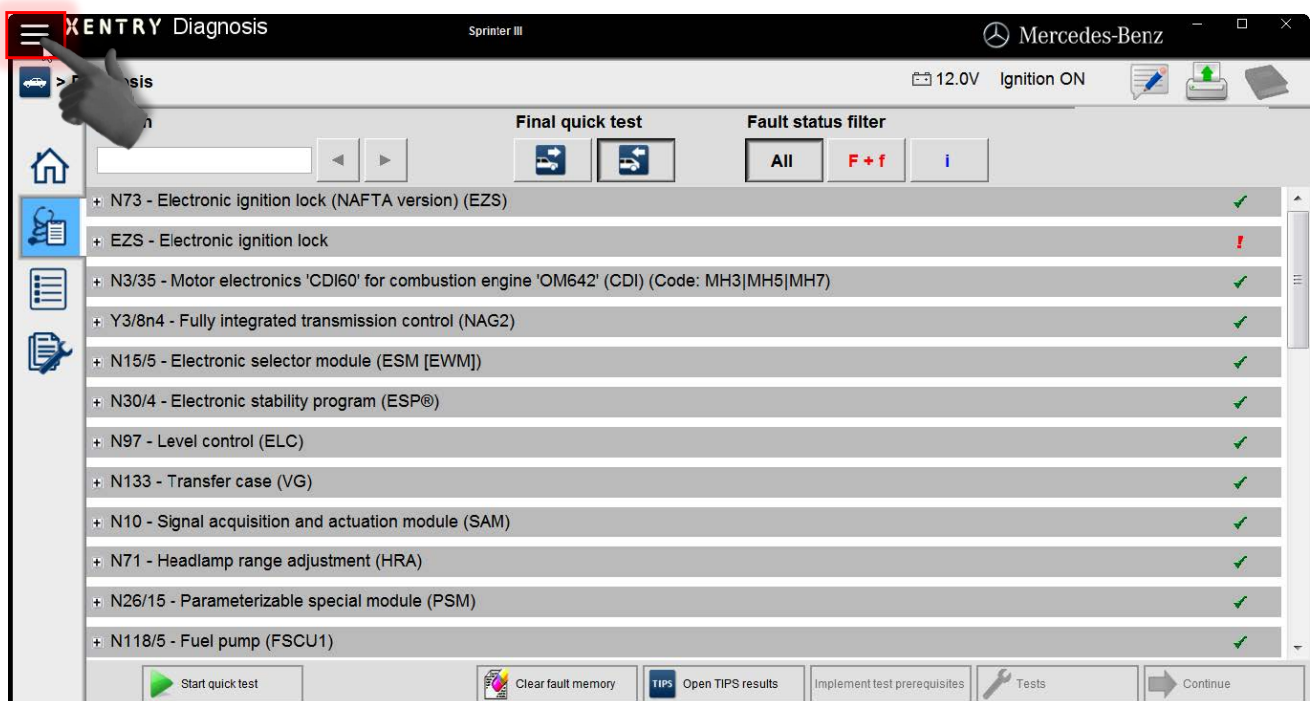 XENTRY Diagnosis
Sprinter III
Mercedes-Benz
12.0V Ignition ON
Final quick test
Fault status filter
All
F + f
i
+ N73 - Electronic ignition lock (NAFTA version) (EZS)
+ EZS - Electronic ignition lock
+ N3/35 - Motor electronics 'CDI60' for combustion engine 'OM642' (CDI) (Code: MH3|MH5|MH7)
+ Y3/8n4 - Fully integrated transmission control (NAG2)
+ N15/5 - Electronic selector module (ESM [EWM])
+ N30/4 - Electronic stability program (ESP®)
+ N97 - Level control (ELC)
+ N133 - Transfer case (VG)
+ N10 - Signal acquisition and actuation module (SAM)
+ N71 - Headlamp range adjustment (HRA)
+ N26/15 - Parameterizable special module (PSM)
+ N118/5 - Fuel pump (FSCU1)
Start quick test
Clear fault memory
TIPS Open TIPS results
Implement test prerequisites
Tests
Continue